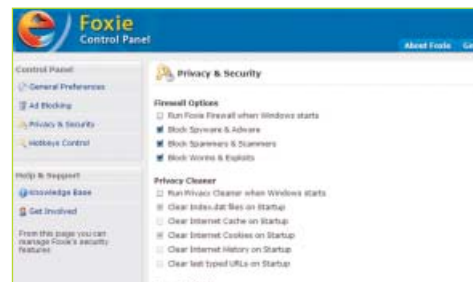 Foxie
Control Panel
About Foxie
Control Panel
General Preferences
Ad Blocking
Privacy & Security
Hotkeys Control
Help & Support
Knowledge Base
Get Involved
From this page you can
manage Foxie's security
features
Privacy & Security
Firewall Options
Run Foxie Firewall when Windows starts
Block Spyware & Adware
Block Spammers & Scammers
Block Worms & Exploits
Privacy Cleaner
Run Privacy Cleaner when Windows starts
Clear Index.dat files on Startup
Clear Internet Cache on Startup
Clear Internet Cookies on Startup
Clear Internet History on Startup
Clear last typed URLs on Startup